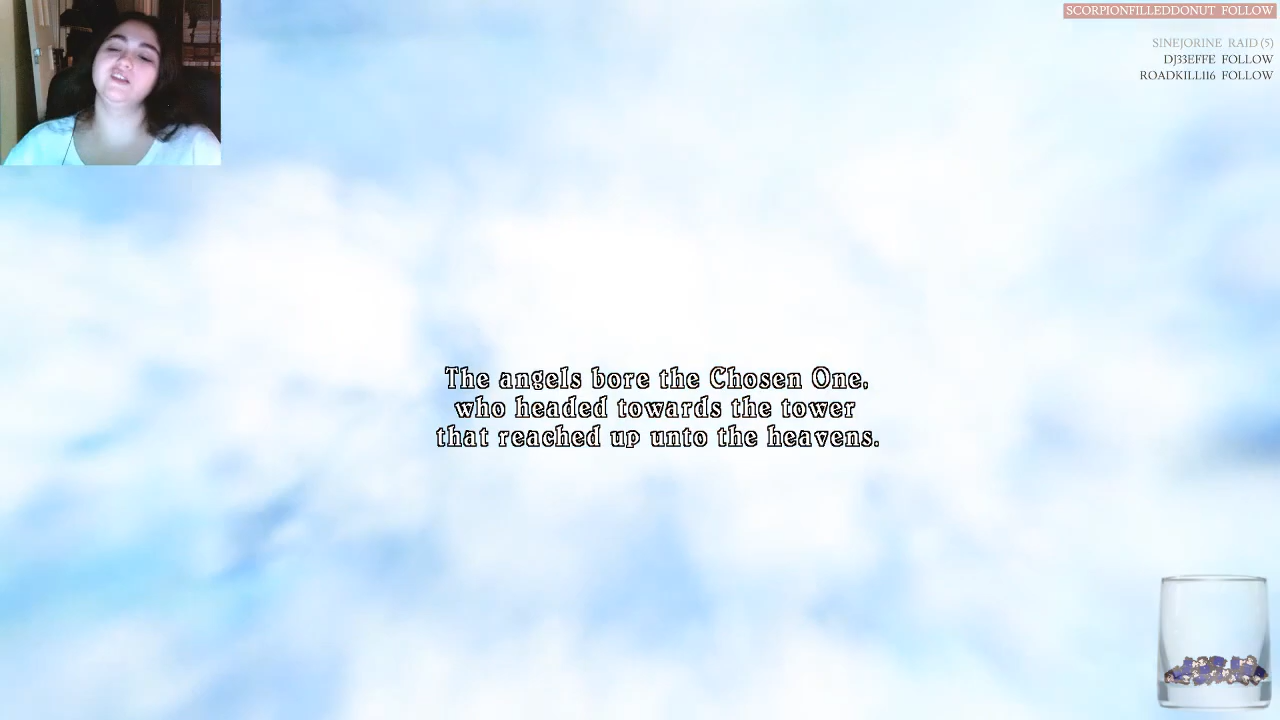 SCORPIONFILLEDDONUT FOLLOW
SINEJORINE RAID (5)
DJ33EFFE FOLLOW
ROADKILL116 FOLLOW
The angels bore the Chosen One,
who headed towards the tower
that reached up unto the heavens.